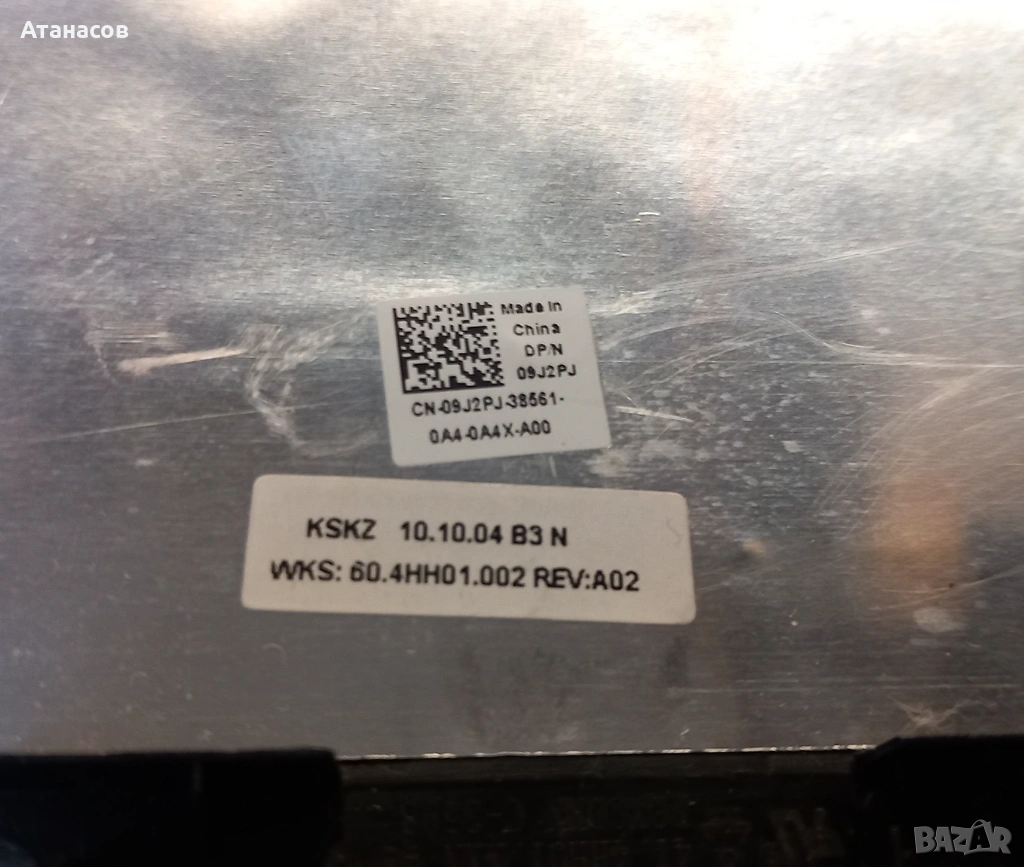 Атанасов
Made In
China
DP/N
09J2PJ
CN-09J2PJ-38561-
0A4-0A4X-A00
KSKZ 10.10.04 B3 N
WKS: 60.4HH01.002 REV:A02
BAZAR